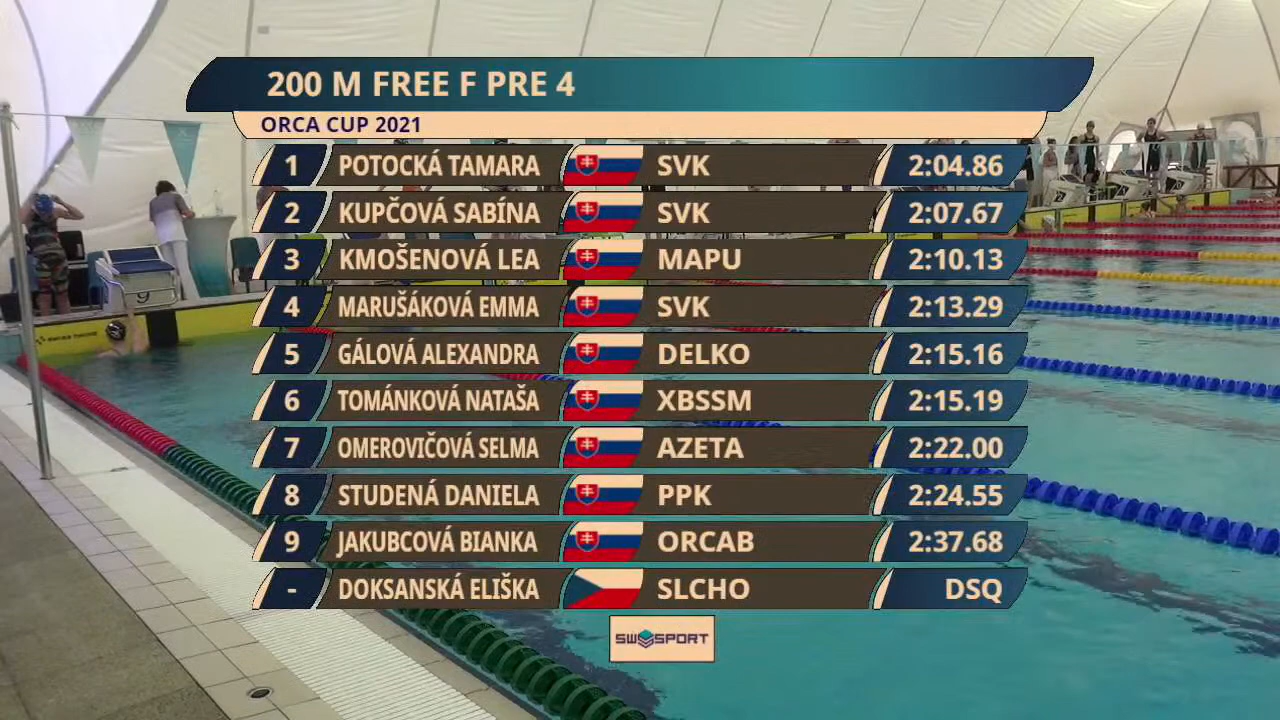 200 M FREE F PRE 4
ORCA CUP 2021
1 POTOCKÁ TAMARA SVK 2:04.86
2 KUPČOVÁ SABÍNA SVK 2:07.67
3 KMOŠENOVÁ LEA MAPU 2:10.13
4 MARUŠÁKOVÁ EMMA SVK 2:13.29
5 GÁLOVÁ ALEXANDRA DELKO 2:15.16
6 TOMÁNKOVÁ NATAŠA XBSSM 2:15.19
7 OMEROVIČOVÁ SELMA AZETA 2:22.00
8 STUDENÁ DANIELA PPK 2:24.55
9 JAKUBCOVÁ BIANKA ORCAB 2:37.68
- DOKSANSKÁ ELIŠKA SLCHO DSQ
SW SPORT
9